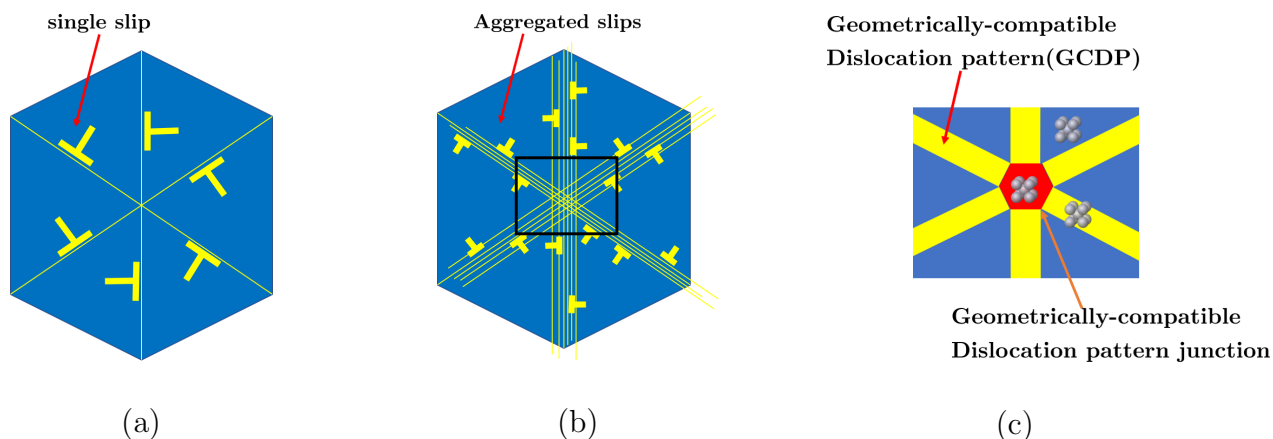 single slip
Aggregated slips
Geometrically-compatible
Dislocation pattern(GCDP)
Geometrically-compatible
Dislocation pattern junction
(a)
(b)
(c)